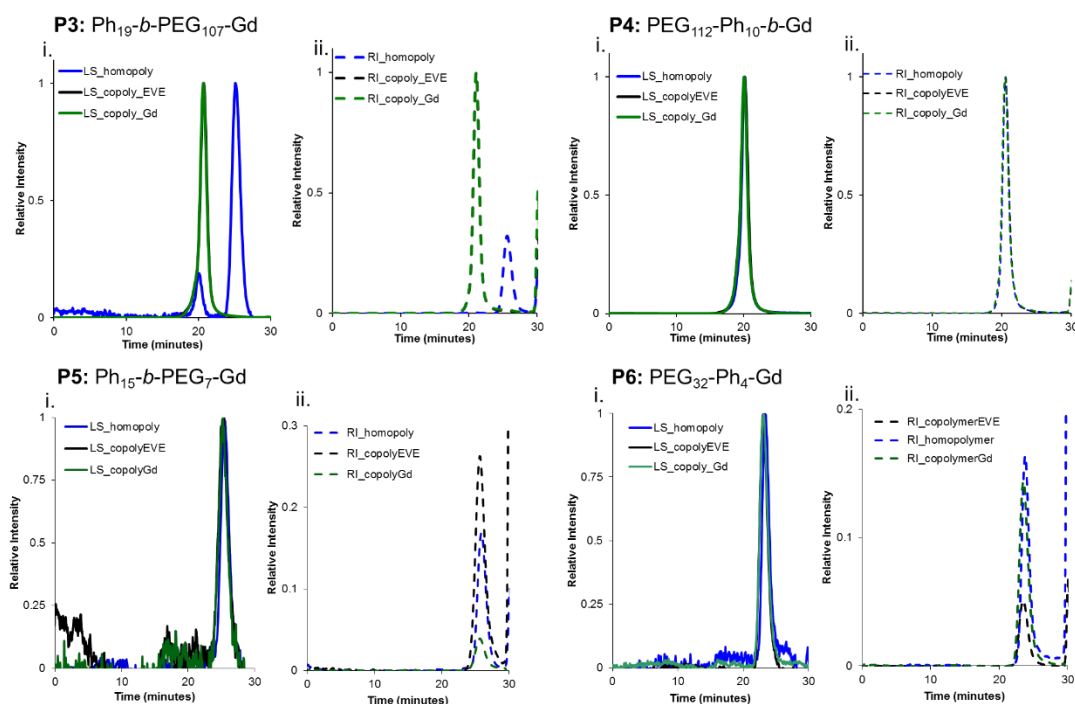 P3: Ph19-b-PEG107-Gd
i.
LS_homopoly
LS_copoly_EVE
LS_copoly_Gd
Relative Intensity
1
0.5
0
0 10 20 30
Time (minutes)
ii.
RI_homopoly
RI_copoly_EVE
RI_copoly_Gd
Relative Intensity
1
0.5
0
0 10 20 30
Time (minutes)
P4: PEG112-Ph10-b-Gd
i.
LS_homopoly
LS_copolyEVE
LS_copoly_Gd
Relative Intensity
1
0.5
0
0 10 20 30
Time (minutes)
ii.
RI_homopoly
RI_copolyEVE
RI_copoly_Gd
Relative Intensity
1
0.5
0
0 10 20 30
Time (minutes)
P5: Ph15-b-PEG7-Gd
i.
LS_homopoly
LS_copolyEVE
LS_copolyGd
Relative Intensity
1
0.75
0.5
0.25
0
0 10 20 30
Time (minutes)
ii.
RI_homopoly
RI_copolyEVE
RI_copolyGd
Relative Intensity
0.3
0.2
0.1
0
0 10 20 30
Time (minutes)
P6: PEG32-Ph4-Gd
i.
LS_homopoly
LS_copolyEVE
LS_copoly_Gd
Relative Intensity
1
0.75
0.5
0.25
0
0 10 20 30
Time (minutes)
ii.
RI_copolymerEVE
RI_homopolymer
RI_copolymerGd
Relative Intensity
0.2
0.1
0
0 10 20 30
Time (minutes)